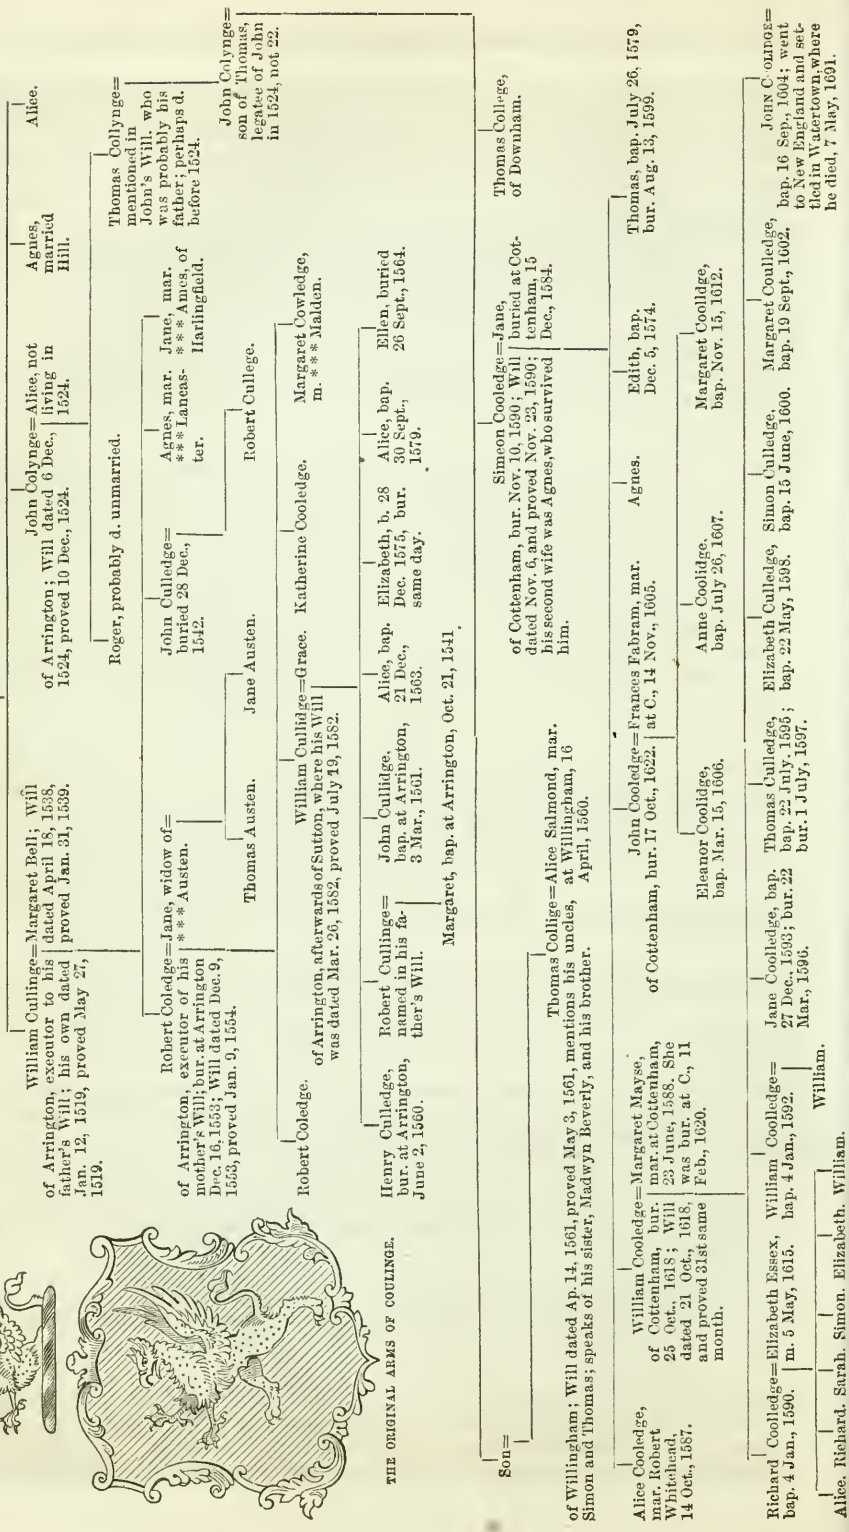 William Cullinge=Margaret Bell; Will
of Arrington, executor to his dated April 18, 1538,
father's Will; his own dated proved Jan. 31, 1539.
Jan. 12, 1519, proved May 27,
1519.
John Colynge=Alice, not
of Arrington; Will dated 6 Dec., living in
1524, proved 10 Dec., 1524. 1524.
Agnes,
married
Hill.
Alice.
Roger, probably d. unmarried.
Thomas Collynge=
mentioned in
John's Will. who
was probably his
father; perhaps d.
before 1524.
Robert Coledge=Jane, widow of=
of Arrington, executor of his * * * Austen.
mother's Will; bur. at Arrington
Dec. 16, 1553; Will dated Dec. 9,
1553, proved Jan. 9, 1554.
John Culledge=
buried 28 Dec.,
1542.
Agnes, mar.
* * * Lancas-
ter.
Jane, mar.
* * * Ames, of
Harlingfield.
John Colynge=
son of Thomas,
legatee of John
in 1524, not 22.
Thomas Austen. Jane Austen.
Robert College.
Robert Coledge.
William Cullidge=Grace.
of Arrington, afterwards of Sutton, where his Will
was dated Mar. 26, 1582, proved July 19, 1582.
Katherine Cooledge.
Margaret Cowledge,
m. * * * Malden.
Henry Culledge,
bur. at Arrington,
June 2, 1560.
Robert Cullinge=
named in his fa-
ther's Will.
John Cullidge,
bap. at Arrington,
3 Mar., 1561.
Alice, bap.
21 Dec.,
1563.
Elizabeth, b. 28
Dec. 1575, bur.
same day.
Alice, bap.
30 Sept.,
1579.
Ellen, buried
26 Sept., 1564.
Margaret, bap. at Arrington, Oct. 21, 1541.
THE ORIGINAL ARMS OF COULINGE.
Son=
Simeon Cooledge=Jane,
of Cottenham, bur. Nov. 10, 1590; Will buried at Cot-
dated Nov. 6, and proved Nov. 23, 1590; tenham, 15
his second wife was Agnes, who survived Dec., 1584.
him.
Thomas College,
of Downham.
Thomas Collige=Alice Salmond, mar.
of Willingham; Will dated Ap. 14, 1561, proved May 3, 1561, mentions his uncles, at Willingham, 16
Simon and Thomas; speaks of his sister, Madwyn Beverly, and his brother. April, 1560.
Alice Cooledge,
mar. Robert
Whitehead,
14 Oct., 1587.
William Cooledge=Margaret Mayse,
of Cottenham, bur. mar. at Cottenham,
25 Oct., 1618; Will 23 June, 1588. She
dated 21 Oct., 1618, was bur. at C., 11
and proved 31st same Feb., 1620.
month.
John Cooledge=Frances Fabram, mar.
of Cottenham, bur. 17 Oct., 1622. at C., 14 Nov., 1605.
Agnes.
Edith, bap.
Dec. 5, 1574.
Thomas, bap. July 26, 1579,
bur. Aug. 13, 1599.
Eleanor Coolidge,
bap. Mar. 15, 1606.
Anne Coolidge.
bap. July 26, 1607.
Margaret Coolldge,
bap. Nov. 15, 1612.
Richard Coolledge=Elizabeth Essex,
bap. 4 Jan., 1590. m. 5 May, 1615.
William Coolledge=
bap. 4 Jan., 1592.
Jane Coolledge, bap.
27 Dec., 1593; bur. 22
Mar., 1596.
Thomas Culledge,
bap. 22 July. 1595;
bur. 1 July, 1597.
Elizabeth Culledge,
bap. 22 May, 1598.
Simon Culledge,
bap. 15 June, 1600.
Margaret Coulledge,
bap. 19 Sept., 1602.
JOHN COOLIDGE=
bap. 16 Sep., 1604; went
to New England and set-
tled in Watertown, where
he died, 7 May, 1691.
Alice. Richard. Sarah. Simon. Elizabeth. William.
William.